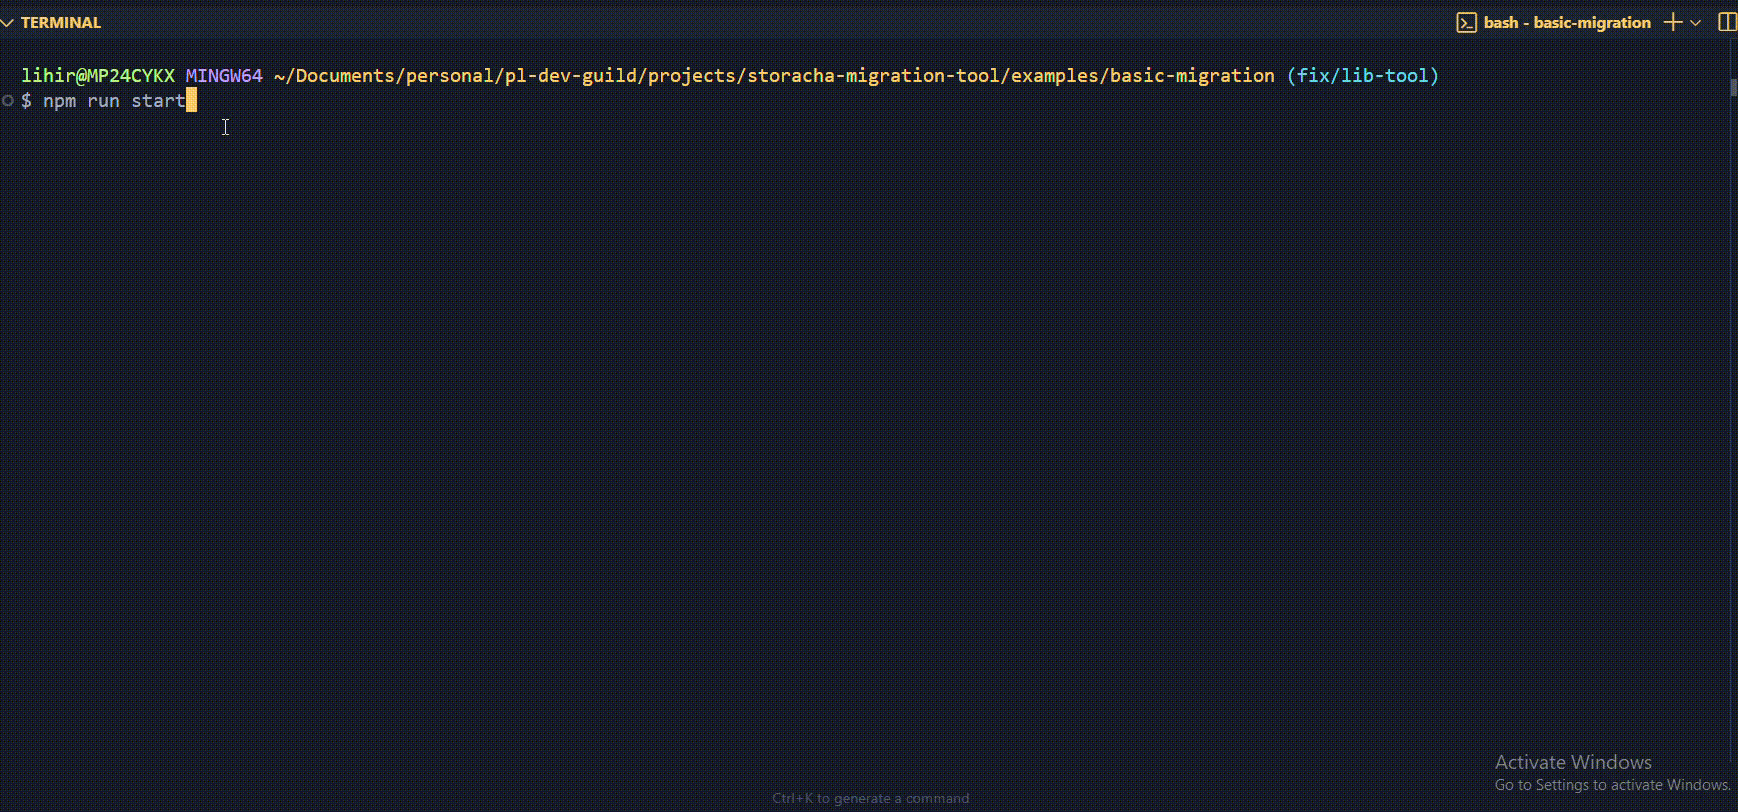 TERMINAL
bash - basic-migration
lihir@MP24CYKX MINGW64 ~/Documents/personal/pl-dev-guild/projects/storacha-migration-tool/examples/basic-migration (fix/lib-tool)
$ npm run start
Activate Windows
Go to Settings to activate Windows.
Ctrl+K to generate a command